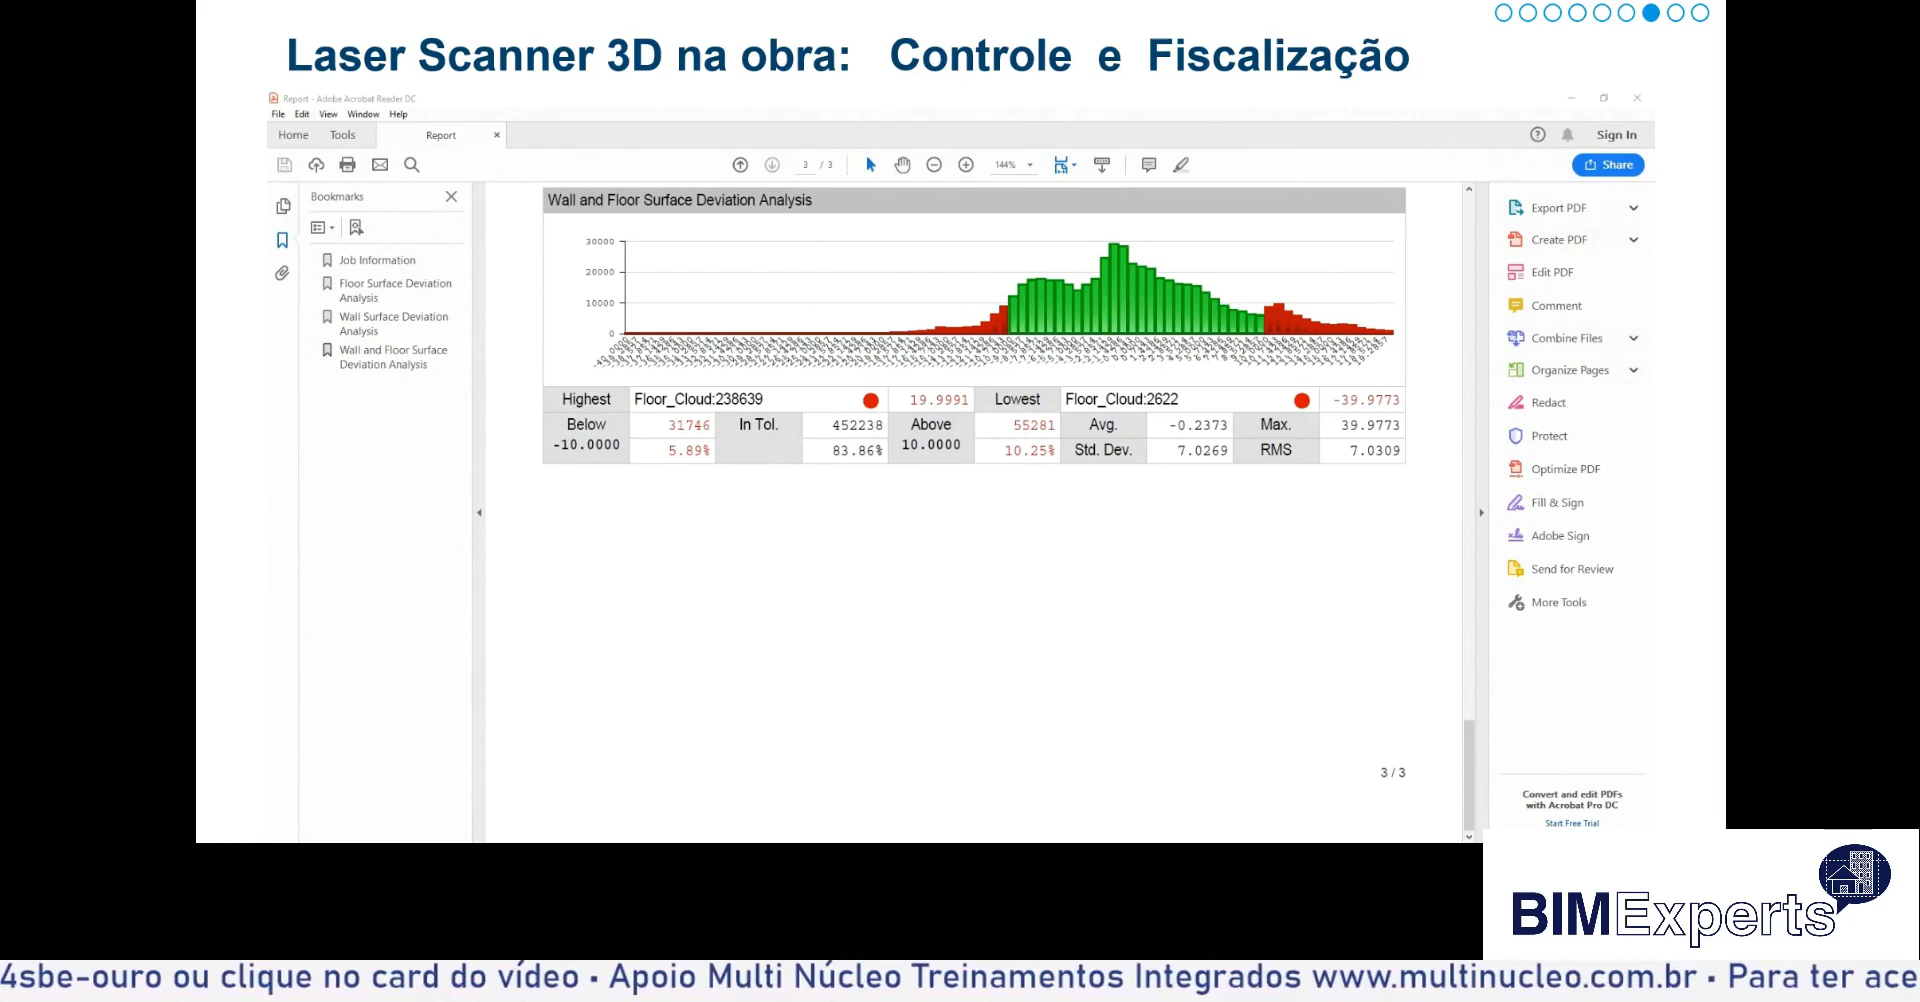 Laser Scanner 3D na obra: Controle e Fiscalização
Report - Adobe Acrobat Reader DC
File Edit View Window Help
Home Tools Report × Sign In
3 / 3 144% Share
Bookmarks
Job Information
Floor Surface Deviation
Analysis
Wall Surface Deviation
Analysis
Wall and Floor Surface
Deviation Analysis
Wall and Floor Surface Deviation Analysis
30000
20000
10000
0
Highest Floor_Cloud:238639 19.9991 Lowest Floor_Cloud:2622 -39.9773
Below 31746 In Tol. 452238 Above 55281 Avg. -0.2373 Max. 39.9773
-10.0000 5.89% 83.86% 10.0000 10.25% Std. Dev. 7.0269 RMS 7.0309
3 / 3
Export PDF
Create PDF
Edit PDF
Comment
Combine Files
Organize Pages
Redact
Protect
Optimize PDF
Fill & Sign
Adobe Sign
Send for Review
More Tools
Convert and edit PDFs
with Acrobat Pro DC
Start Free Trial
BIMExperts
4sbe-ouro ou clique no card do vídeo • Apoio Multi Núcleo Treinamentos Integrados www.multinucleo.com.br • Para ter ace